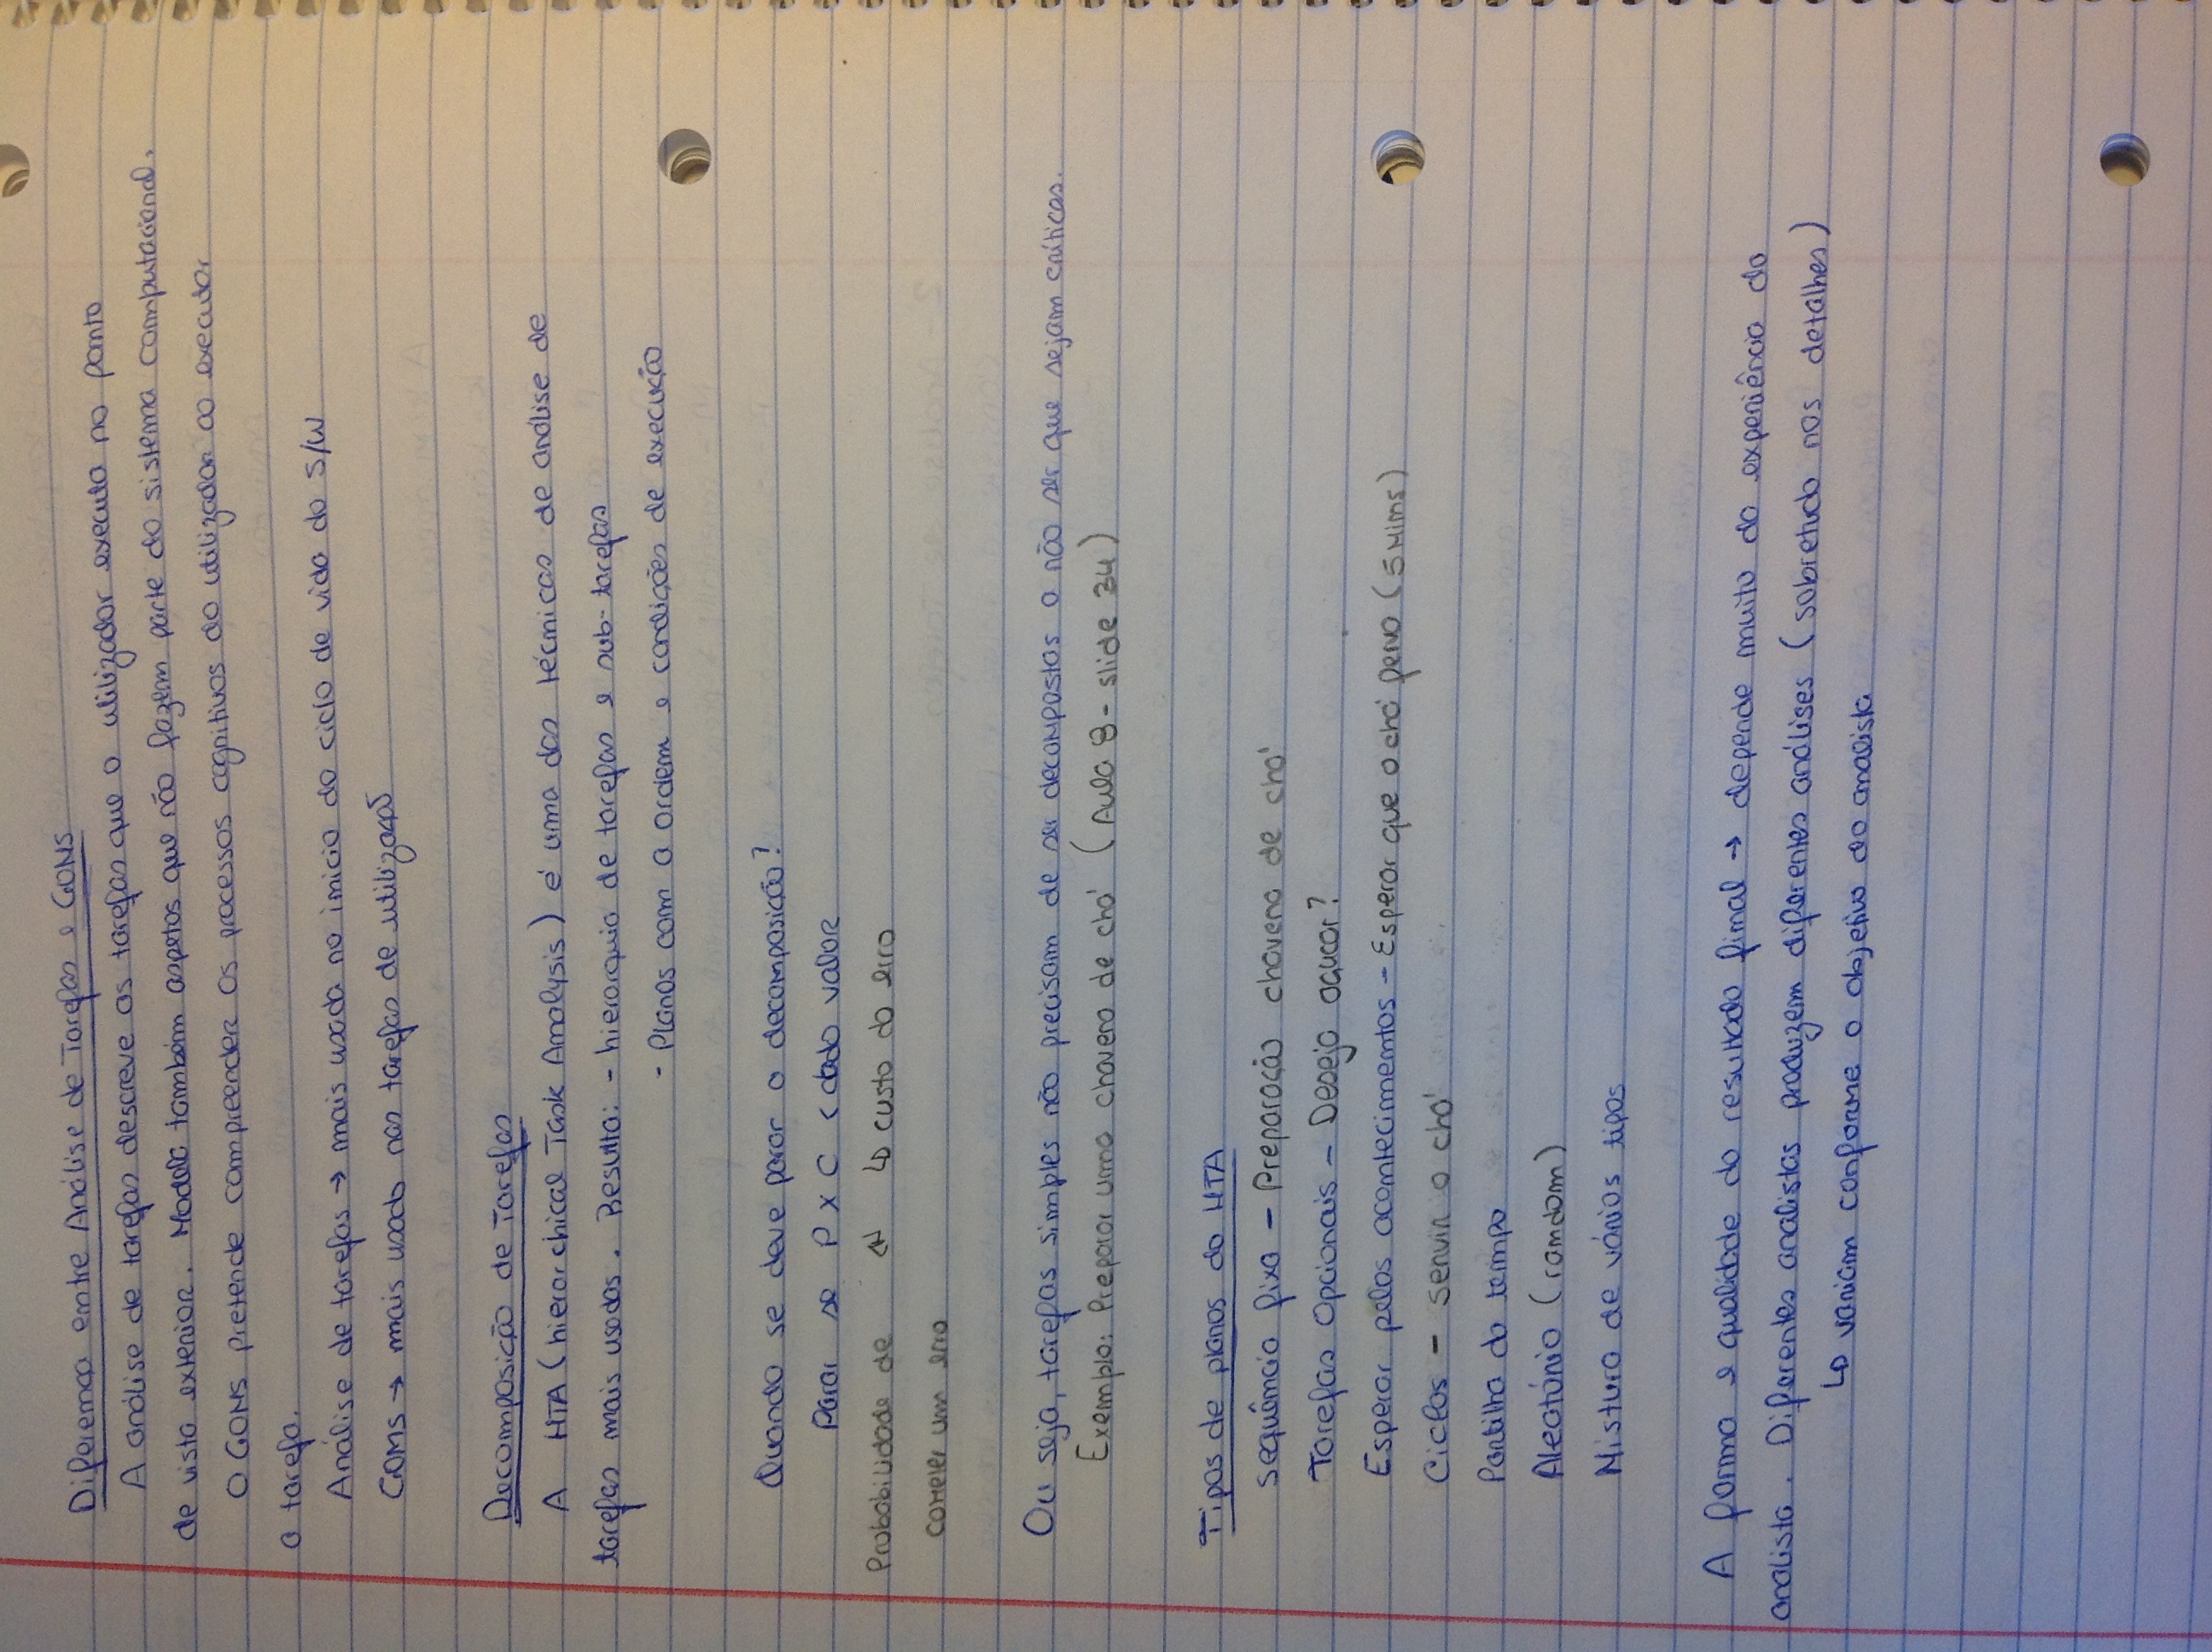 Diferença entre Análise de Tarefas e GOMS
A análise de tarefas descreve as tarefas que o utilizador executa no ponto
de vista exterior. Modela também aspetos que não fazem parte do sistema computacional.
O GOMS pretende compreender os processos cognitivos do utilizador ao executar
a tarefa.
Análise de tarefas → mais usada no inicio do ciclo de vida do S/W
GOMS → mais usado nas tarefas de utilização
Decomposição de Tarefas
A HTA (hierarchical Task Analysis) é uma das técnicas de análise de
tarefas mais usadas. Resulta: - hierarquia de tarefas e sub-tarefas
- Planos com a ordem e condições de execução
Quando se deve parar a decomposição?
Parar se P x C < dado valor
Probabilidade de ↲ ↳ custo do erro
cometer um erro
Ou seja, tarefas simples não precisam de ser decompostas a não ser que sejam críticas.
Exemplo: Preparar uma chavena de chá (Aula 8 - slide 34)
Tipos de planos do HTA
Sequência fixa - Preparação chavena de chá
Tarefas Opcionais - Deseja açucar?
Esperar pelos acontecimentos - Esperar que o chá ferva (5 mins)
Ciclos - servir o chá
Partilha do tempo
Aleatório (random)
Mistura de vários tipos
A forma e qualidade do resultado final → depende muito da experiência do
analista. Diferentes analistas produzem diferentes análises (sobretudo nos detalhes)
↳ variam conforme o objetivo do analista